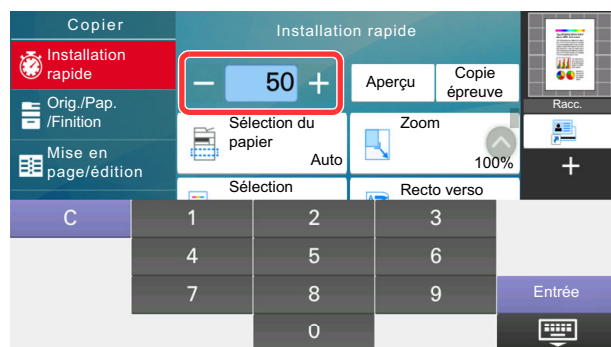 Copier
Installation rapide
Installation
rapide
Orig./Pap.
/Finition
Mise en
page/édition
− 50 +
Aperçu
Copie
épreuve
Sélection du
papier
Auto
Zoom
100%
Sélection
Recto verso
Racc.
+
C
1 2 3
4 5 6
7 8 9
0
Entrée